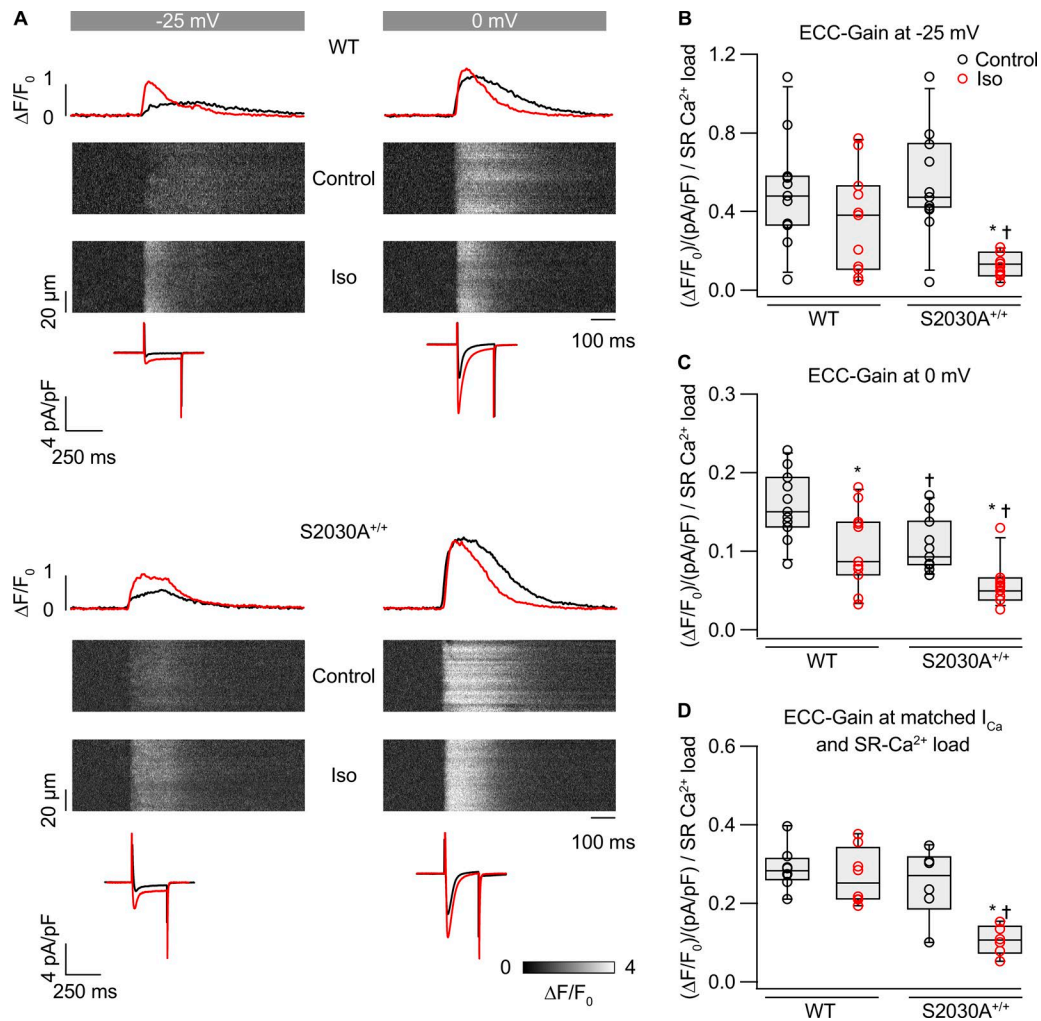 A
-25 mV
0 mV
WT
ΔF/F0
1
0
Control
Iso
20 µm
100 ms
4 pA/pF
250 ms
S2030A+/+
ΔF/F0
1
0
Control
Iso
20 µm
100 ms
4 pA/pF
250 ms
0
4
ΔF/F0
B
ECC-Gain at -25 mV
Control
Iso
(ΔF/F0)/(pA/pF) / SR Ca2+ load
1.2
0.8
0.4
0.0
* †
WT
S2030A+/+
C
ECC-Gain at 0 mV
(ΔF/F0)/(pA/pF) / SR Ca2+ load
0.3
0.2
0.1
0.0
*
†
* †
WT
S2030A+/+
D
ECC-Gain at matched ICa
and SR-Ca2+ load
(ΔF/F0)/(pA/pF) / SR Ca2+ load
0.6
0.4
0.2
0.0
* †
WT
S2030A+/+